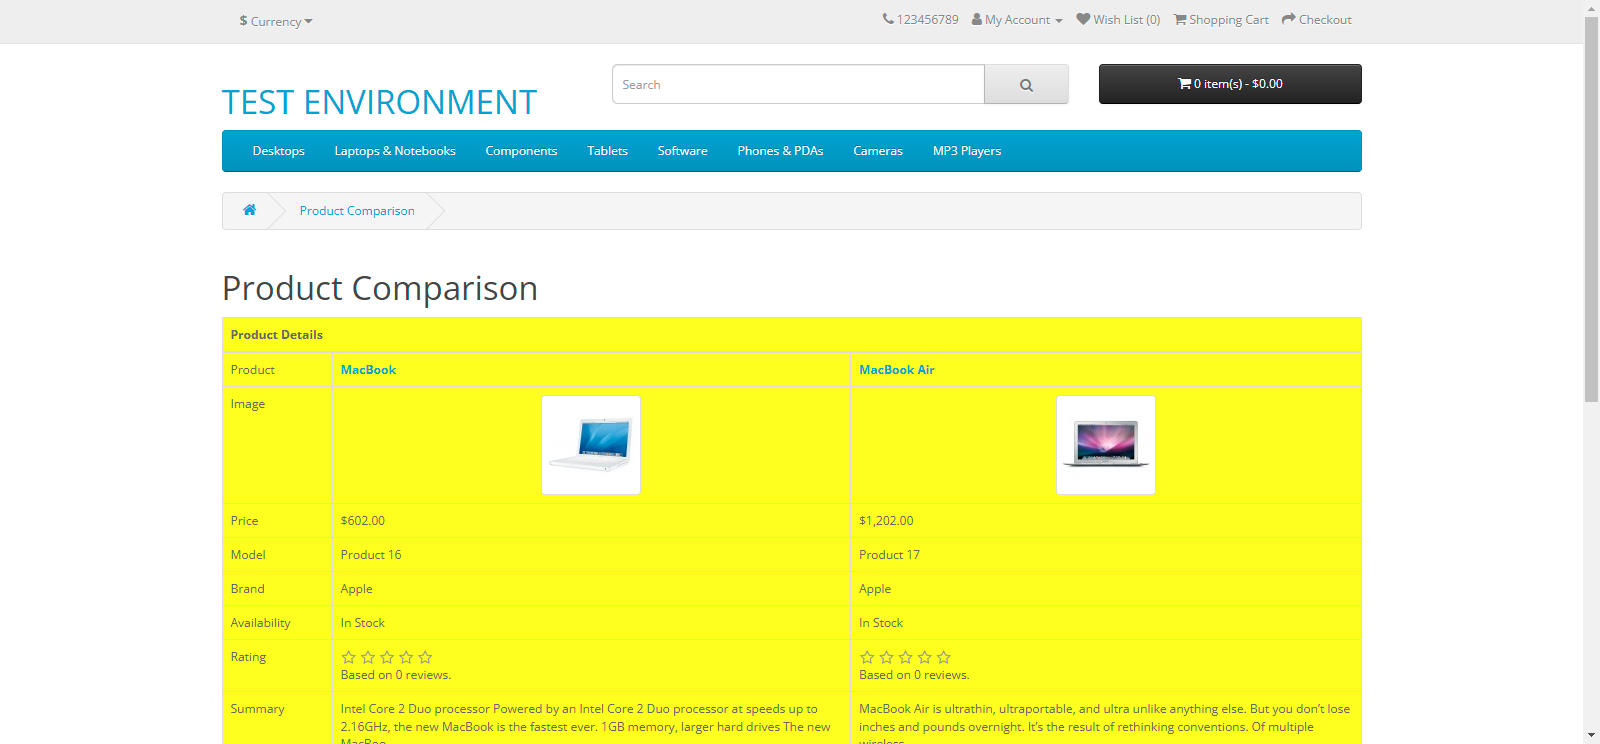 $ Currency
123456789 My Account Wish List (0) Shopping Cart Checkout
TEST ENVIRONMENT
Search
0 item(s) - $0.00
Desktops Laptops & Notebooks Components Tablets Software Phones & PDAs Cameras MP3 Players
Product Comparison
Product Comparison
Product Details
Product MacBook MacBook Air
Image
Price $602.00 $1,202.00
Model Product 16 Product 17
Brand Apple Apple
Availability In Stock In Stock
Rating
Based on 0 reviews. Based on 0 reviews.
Summary Intel Core 2 Duo processor Powered by an Intel Core 2 Duo processor at speeds up to MacBook Air is ultrathin, ultraportable, and ultra unlike anything else. But you don’t lose
2.16GHz, the new MacBook is the fastest ever. 1GB memory, larger hard drives The new inches and pounds overnight. It’s the result of rethinking conventions. Of multiple
MacBoo.. wireless